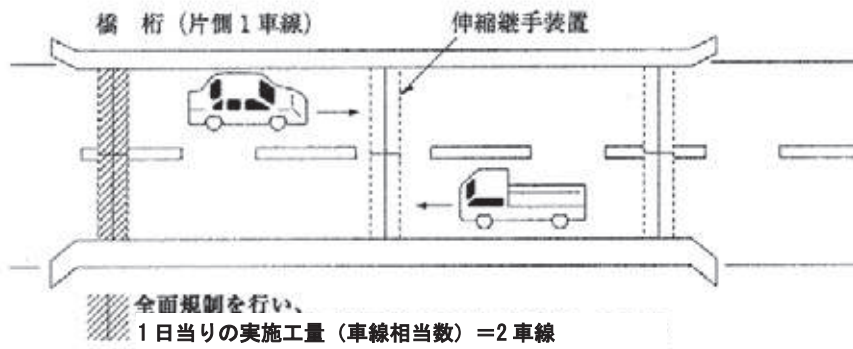 橋 桁（片側１車線） 伸縮継手装置
全面規制を行い、
１日当りの実施工量（車線相当数）＝2 車線